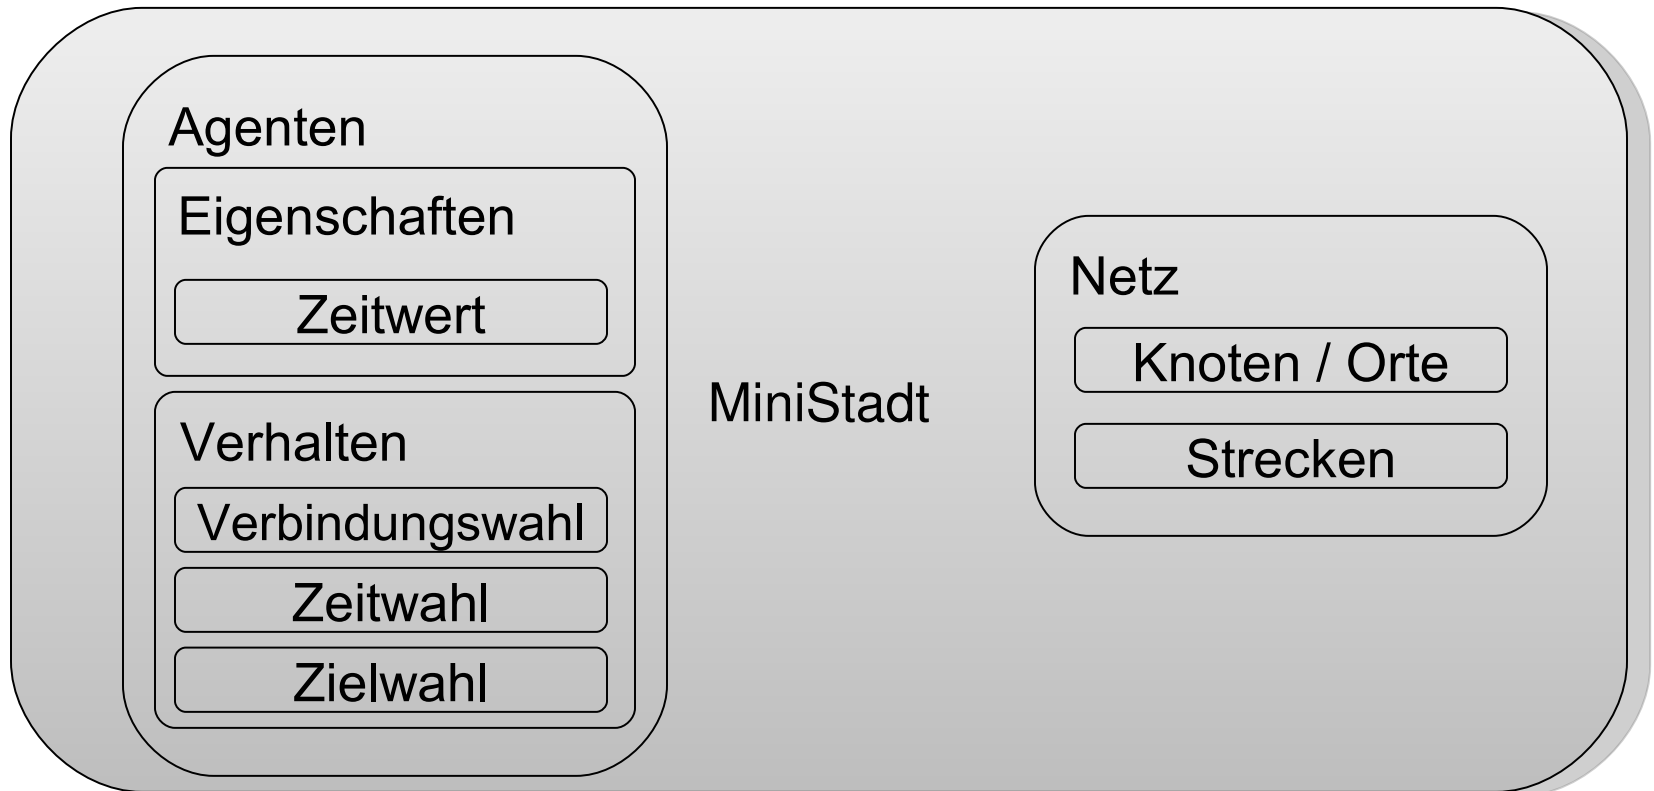 Agenten
Eigenschaften
Zeitwert
Verhalten
Verbindungswahl
Zeitwahl
Zielwahl
MiniStadt
Netz
Knoten / Orte
Strecken